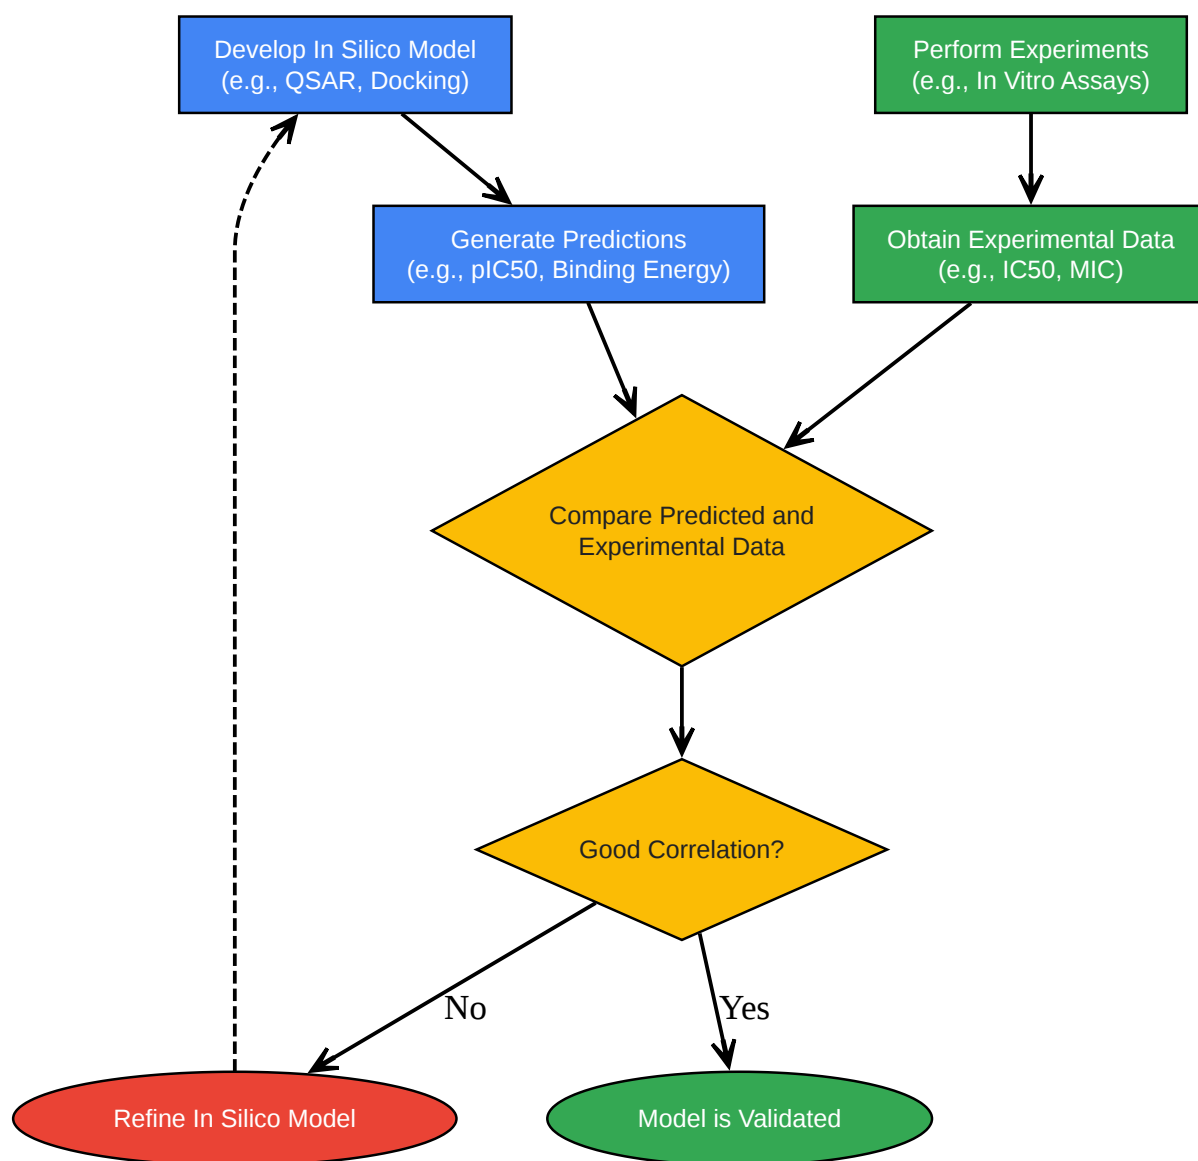 Develop In Silico Model
(e.g., QSAR, Docking)
Perform Experiments
(e.g., In Vitro Assays)
Generate Predictions
(e.g., pIC50, Binding Energy)
Obtain Experimental Data
(e.g., IC50, MIC)
Compare Predicted and
Experimental Data
Good Correlation?
No
Yes
Refine In Silico Model
Model is Validated